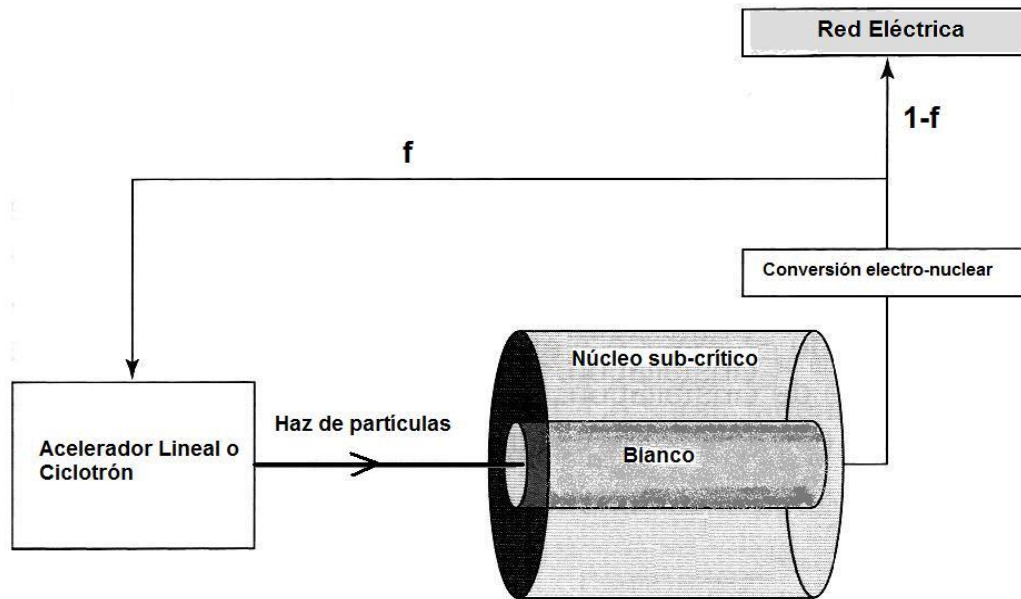 Red Eléctrica
1-f
f
Conversión electro-nuclear
Núcleo sub-crítico
Haz de partículas
Blanco
Acelerador Lineal o
Ciclotrón